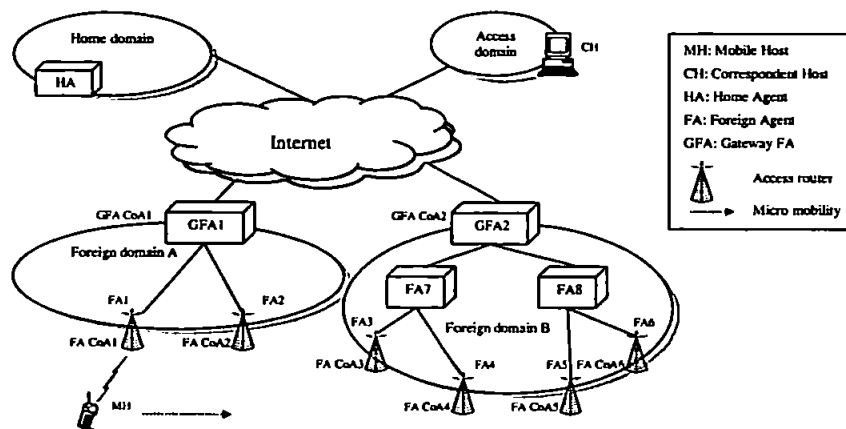 Home domain
HA
Access
domain
CH
Internet
MH: Mobile Host
CH: Correspondent Host
HA: Home Agent
FA: Foreign Agent
GFA: Gateway FA
Access router
Micro mobility
GFA CoA1
GFA1
Foreign domain A
FA1
FA2
FA CoA1
FA CoA2
MH
GFA CoA2
GFA2
FA7
FA8
FA3
Foreign domain B
FA6
FA CoA3
FA4
FA5
FA CoA6
FA CoA4
FA CoA5